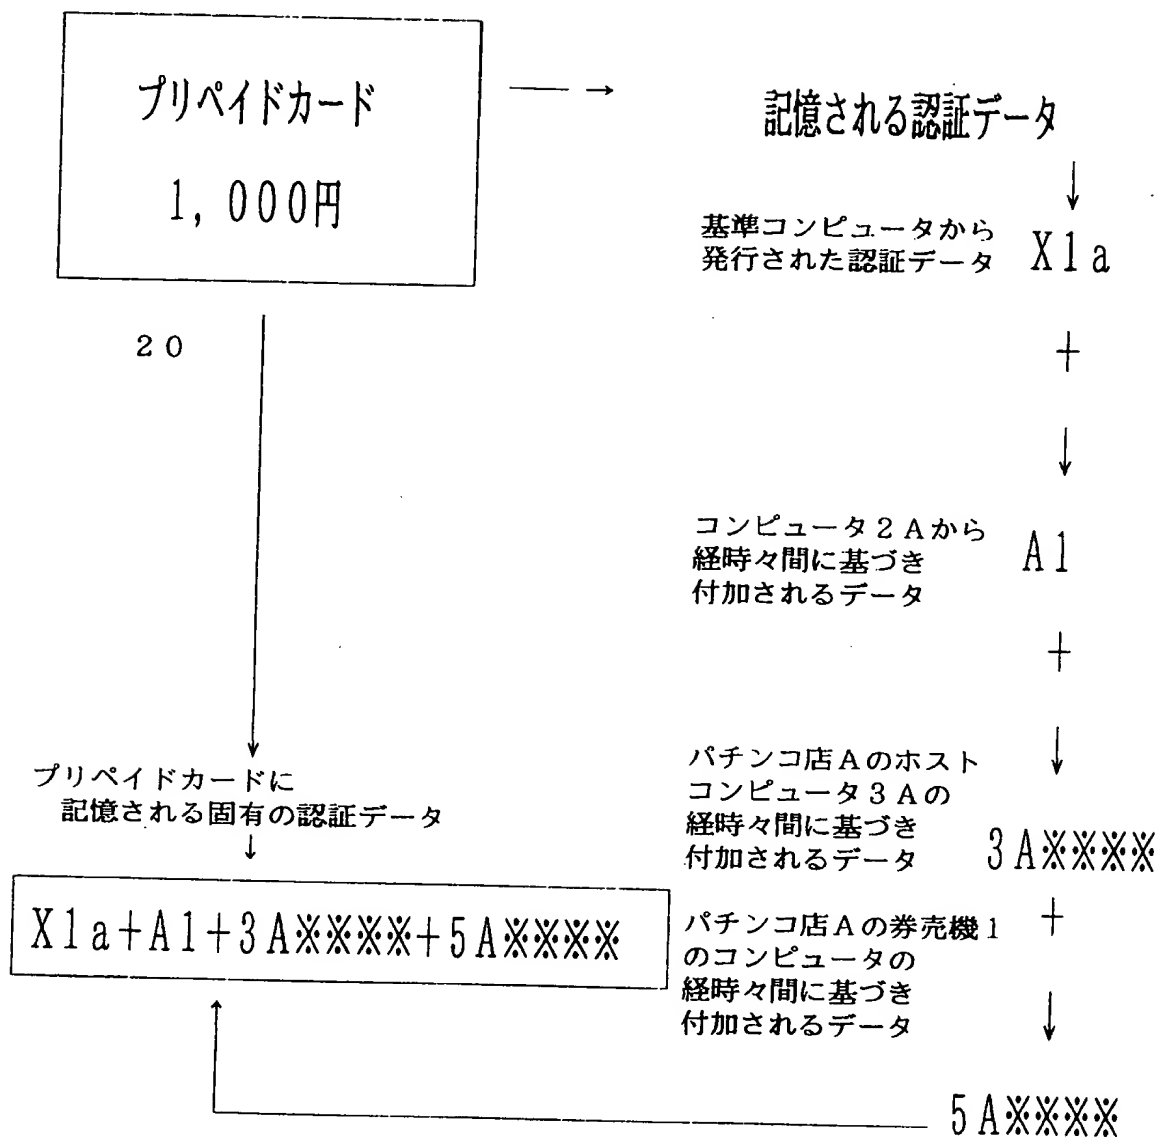 プリペイドカード
1,000円
20
記憶される認証データ
基準コンピュータから
発行された認証データ X1a
+
コンピュータ2Aから
経時々間に基づき
付加されるデータ A1
+
パチンコ店Aのホスト
コンピュータ3Aの
経時々間に基づき
付加されるデータ 3A※※※※
+
パチンコ店Aの券売機1
のコンピュータの
経時々間に基づき
付加されるデータ
5A※※※※
プリペイドカードに
記憶される固有の認証データ
X1a+A1+3A※※※※+5A※※※※